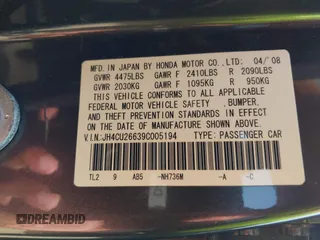 MFD. IN JAPAN BY HONDA MOTOR CO.,LTD. 04/'08
GVWR 4475LBS GAWR F 2410LBS R 2090LBS
GVWR 2030KG GAWR F 1095KG R 950KG
THIS VEHICLE CONFORMS TO ALL APPLICABLE
FEDERAL MOTOR VEHICLE SAFETY ,BUMPER,
AND THEFT PREVENTION STANDARDS IN
EFFECT ON THE DATE OF MANUFACTURE SHOWN
ABOVE.
V.I.N.:JH4CU26639C005194 TYPE:PASSENGER CAR
TL2 9 AB5 -NH736M -A -C
DREAMBID